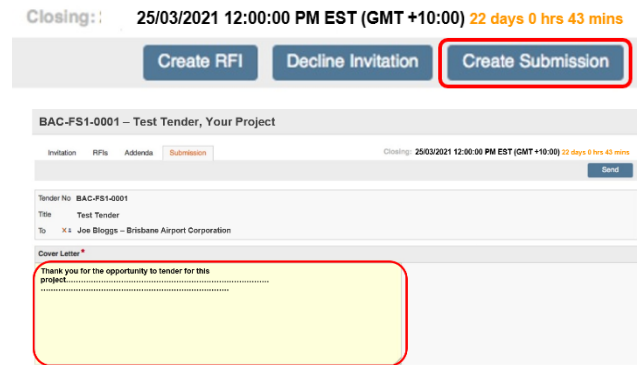 Closing: 25/03/2021 12:00:00 PM EST (GMT +10:00) 22 days 0 hrs 43 mins
Create RFI Decline Invitation Create Submission
BAC-FS1-0001 – Test Tender, Your Project
Invitation RFIs Addenda Submission Closing: 25/03/2021 12:00:00 PM EST (GMT +10:00) 22 days 0 hrs 43 mins
Send
Tender No BAC-FS1-0001
Title Test Tender
To Joe Bloggs – Brisbane Airport Corporation
Cover Letter *
Thank you for the opportunity to tender for this
project....................................................................................
..............................................................................